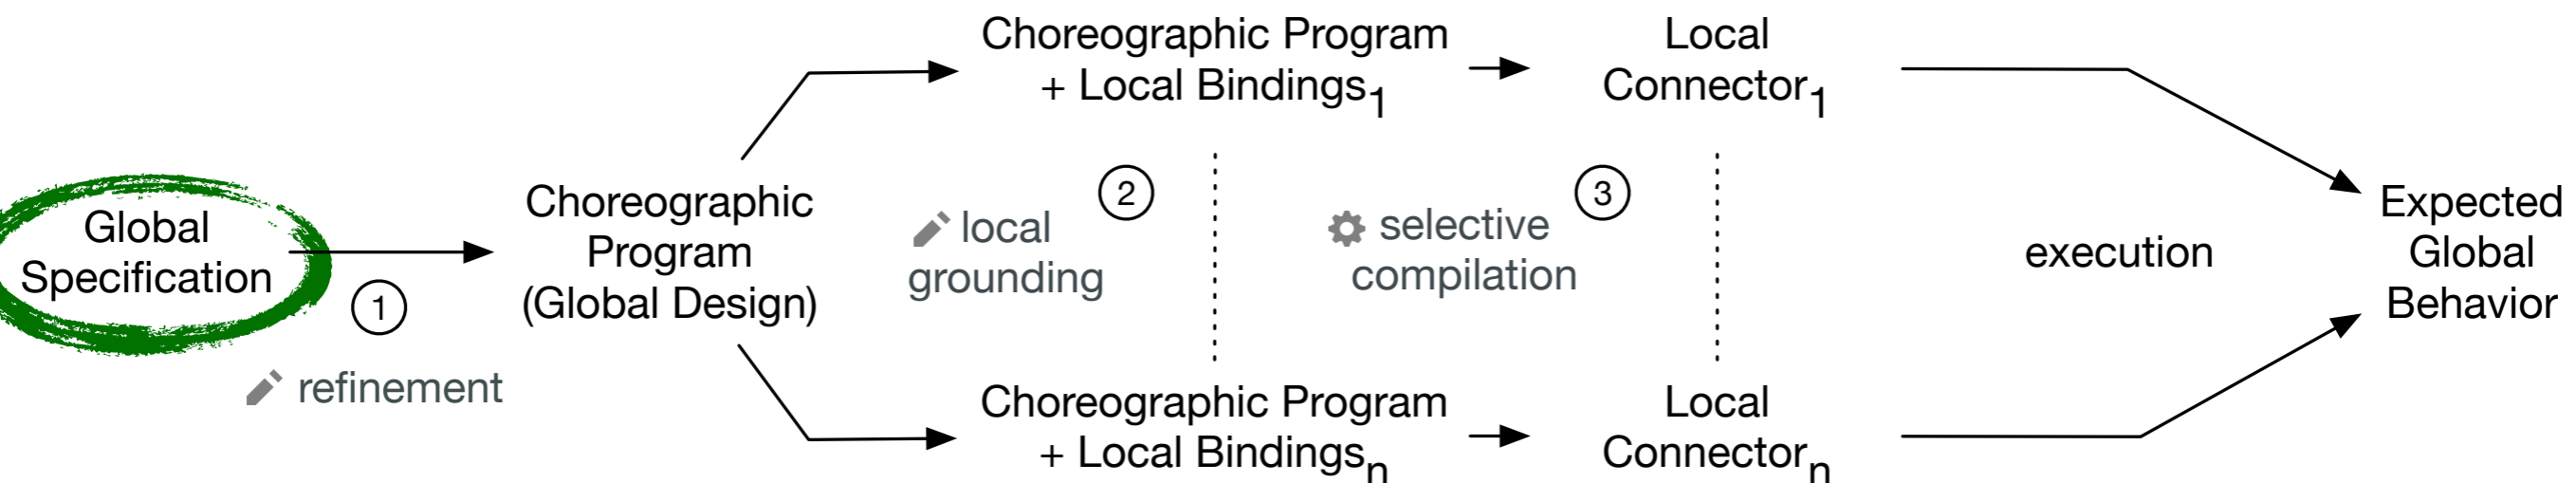 Global
Specification
1
refinement
Choreographic
Program
(Global Design)
Choreographic Program
+ Local Bindings1
2
local
grounding
Choreographic Program
+ Local Bindingsn
Local
Connector1
3
selective
compilation
Local
Connectorn
execution
Expected
Global
Behavior